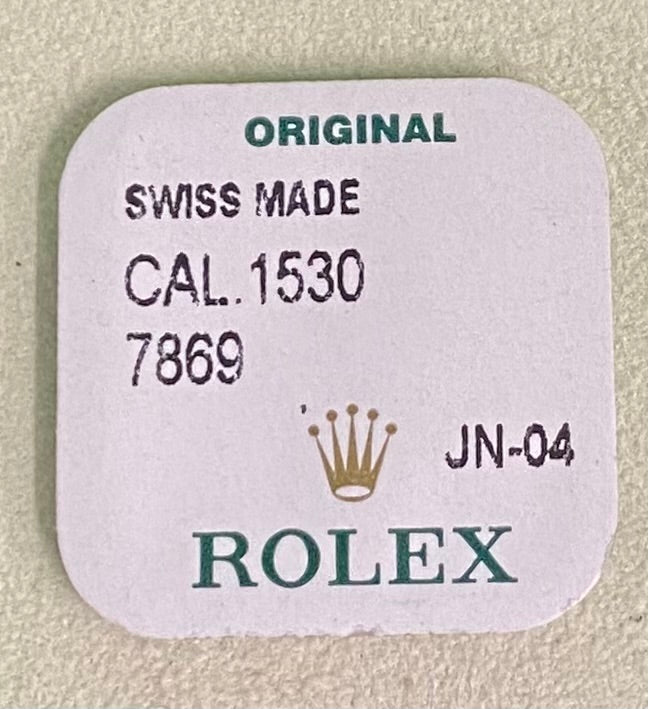 ORIGINAL
SWISS MADE
CAL.1530
7869
JN-04
ROLEX